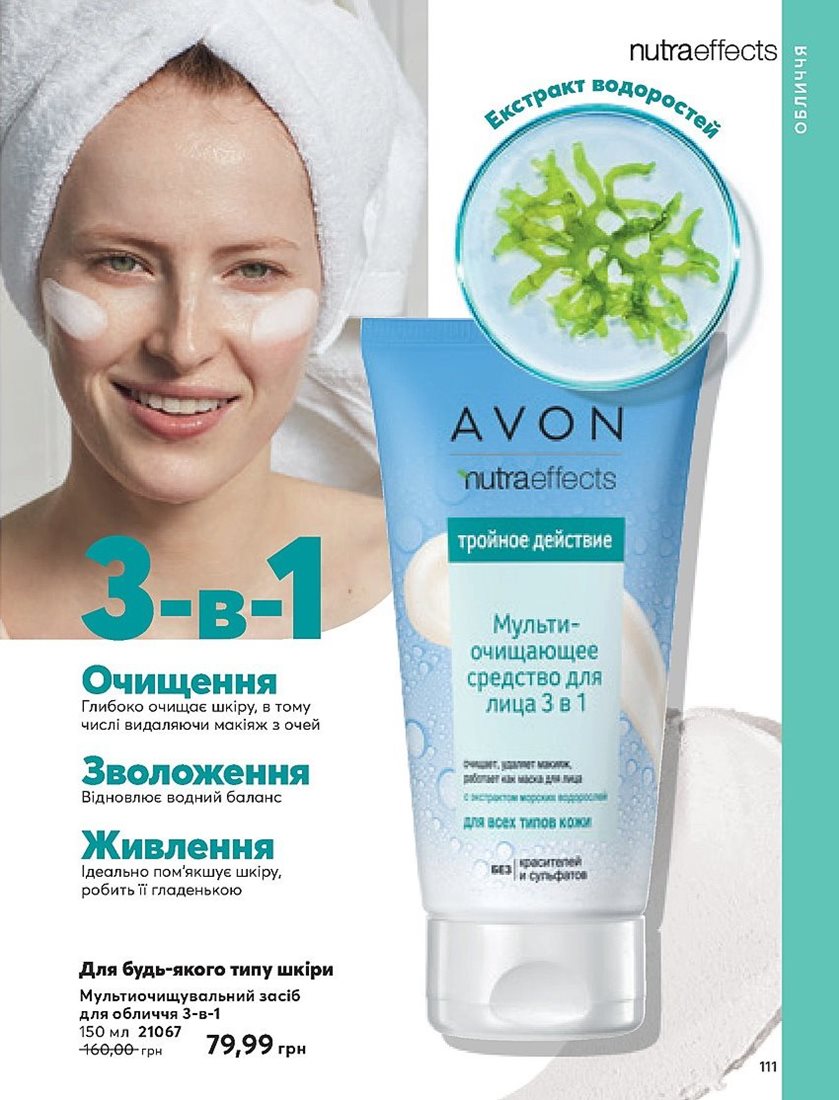 nutraeffects
ОБЛИЧЧЯ
Екстракт водоростей
AVON
nutraeffects
тройное действие
Мульти-
очищающее
средство для
лица 3 в 1
очищает, удаляет макияж,
работает как маска для лица
с экстрактом морских водорослей
для всех типов кожи
БЕЗ
красителей
и сульфатов
3-в-1
Очищення
Глибоко очищає шкіру, в тому
числі видаляючи макіяж з очей
Зволоження
Відновлює водний баланс
Живлення
Ідеально пом'якшує шкіру,
робить її гладенькою
Для будь-якого типу шкіри
Мультиочищувальний засіб
для обличчя 3-в-1
150 мл 21067
160,00 грн 79,99 грн
111